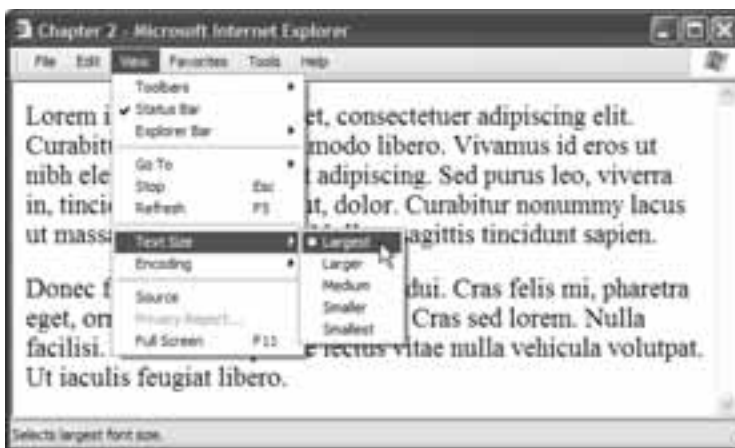 Chapter 2 - Microsoft Internet Explorer
File Edit View Favorites Tools Help
Toolbars
Status Bar
Explorer Bar
Go To
Stop Esc
Refresh F5
Text Size
Encoding
Source
Privacy Report...
Full Screen F11
Largest
Larger
Medium
Smaller
Smallest
Lorem i et, consectetuer adipiscing elit.
Curabitu modo libero. Vivamus id eros ut
nibh ele t adipiscing. Sed purus leo, viverra
in, tinci ut, dolor. Curabitur nonummy lacus
ut massa agittis tincidunt sapien.
Donec f dui. Cras felis mi, pharetra
eget, orn Cras sed lorem. Nulla
facilisi. e lectus vitae nulla vehicula volutpat.
Ut iaculis feugiat libero.
Selects largest font size.